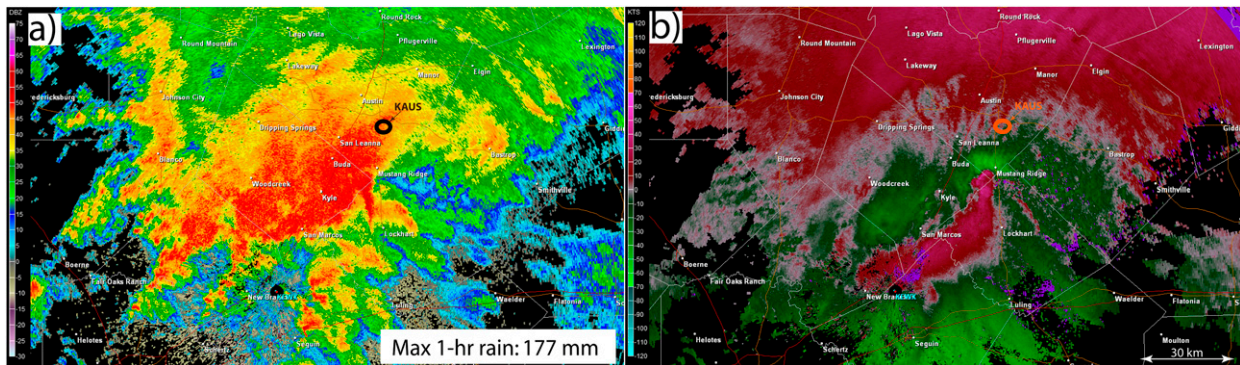 a)
DBZ
75
70
65
60
55
50
45
40
35
30
25
20
15
10
5
0
-5
-10
-15
-20
-25
-30
Round Rock
Lago Vista
Round Mountain
Pflugerville
Lexington
Lakeway
Manor
Elgin
Johnson City
Austin
KAUS
Dripping Springs
San Leanna
Blanco
Buda
Bastrop
Woodcreek
Mustang Ridge
Smithville
Kyle
San Marcos
Lockhart
Boerne
Fair Oaks Ranch
Waelder
Flatonia
Luling
Helotes
Schertz
Seguin
Max 1-hr rain: 177 mm
b)
KTS
120
100
90
80
70
60
50
40
30
20
10
0
-10
-20
-30
-40
-50
-60
-70
-80
-90
-100
-120
Round Rock
Lago Vista
Round Mountain
Pflugerville
Lexington
Lakeway
Manor
Elgin
Johnson City
Austin
KAUS
Dripping Springs
San Leanna
Blanco
Buda
Bastrop
Woodcreek
Mustang Ridge
Smithville
Kyle
San Marcos
Lockhart
Boerne
Fair Oaks Ranch
Luling
Waelder
Flatonia
Helotes
Schertz
Seguin
Moulton
30 km